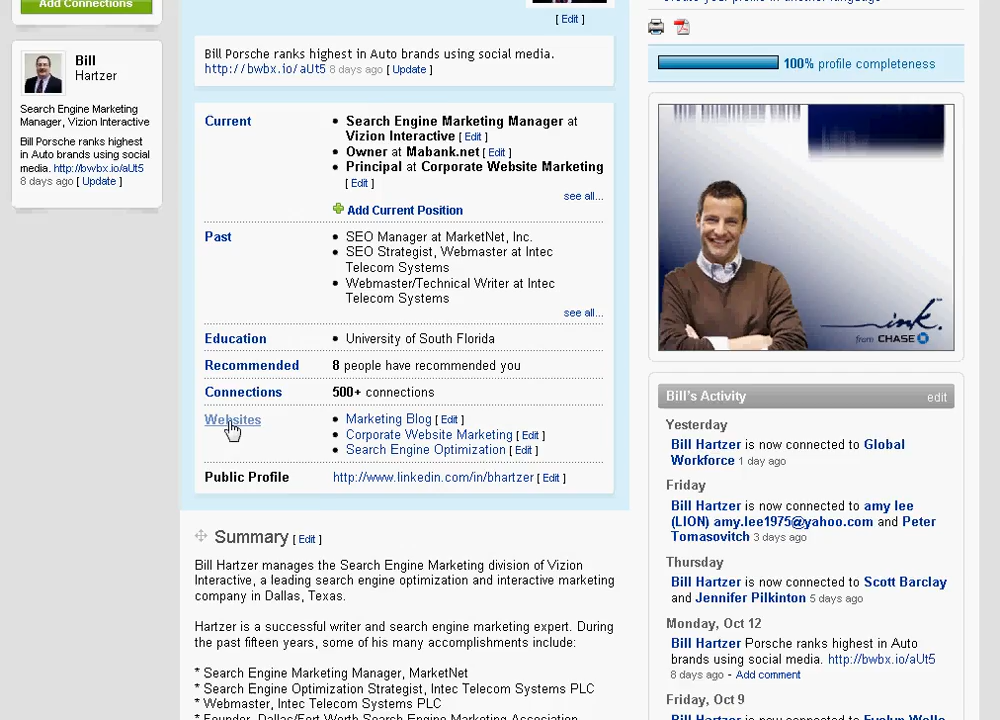 Add Connections
Bill
Hartzer
Search Engine Marketing
Manager, Vizion Interactive
Bill Porsche ranks highest
in Auto brands using social
media. http://bwbx.io/aUt5
8 days ago [ Update ]
[ Edit ]
Bill Porsche ranks highest in Auto brands using social media.
http://bwbx.io/aUt5 8 days ago [ Update ]
Current
• Search Engine Marketing Manager at
Vizion Interactive [ Edit ]
• Owner at Mabank.net [ Edit ]
• Principal at Corporate Website Marketing
[ Edit ]
see all...
Add Current Position
Past
• SEO Manager at MarketNet, Inc.
• SEO Strategist, Webmaster at Intec
Telecom Systems
• Webmaster/Technical Writer at Intec
Telecom Systems
see all...
Education • University of South Florida
Recommended 8 people have recommended you
Connections 500+ connections
Websites • Marketing Blog [ Edit ]
• Corporate Website Marketing [ Edit ]
• Search Engine Optimization [ Edit ]
Public Profile http://www.linkedin.com/in/bhartzer [ Edit ]
Summary [ Edit ]
Bill Hartzer manages the Search Engine Marketing division of Vizion
Interactive, a leading search engine optimization and interactive marketing
company in Dallas, Texas.
Hartzer is a successful writer and search engine marketing expert. During
the past fifteen years, some of his many accomplishments include:
* Search Engine Marketing Manager, MarketNet
* Search Engine Optimization Strategist, Intec Telecom Systems PLC
* Webmaster, Intec Telecom Systems PLC
* Founder, Dallas/Fort Worth Search Engine Marketing Association
Create your profile in another language
100% profile completeness
ink.
from CHASE
Bill's Activity edit
Yesterday
Bill Hartzer is now connected to Global
Workforce 1 day ago
Friday
Bill Hartzer is now connected to amy lee
(LION) amy.lee1975@yahoo.com and Peter
Tomasovitch 3 days ago
Thursday
Bill Hartzer is now connected to Scott Barclay
and Jennifer Pilkinton 5 days ago
Monday, Oct 12
Bill Hartzer Porsche ranks highest in Auto
brands using social media. http://bwbx.io/aUt5
8 days ago - Add comment
Friday, Oct 9
Bill Hartzer is now connected to Evelyn Wells